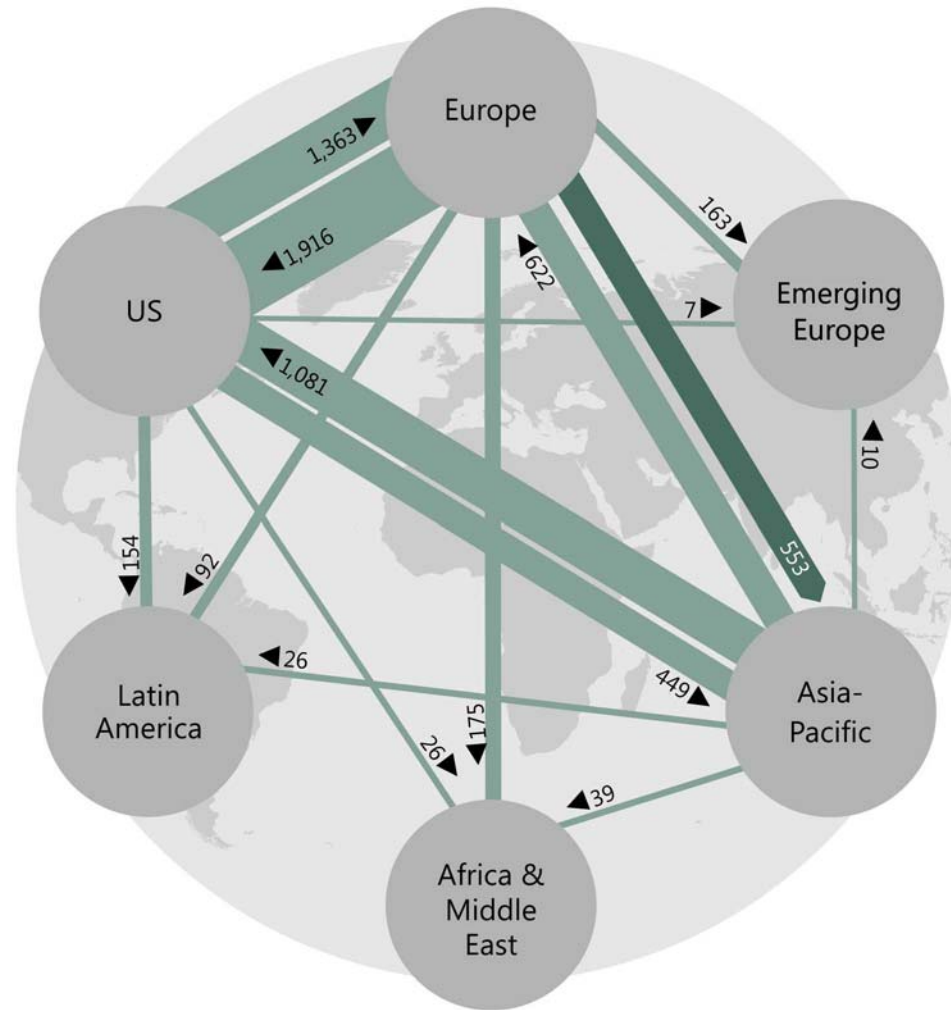 Europe
1,363
163
1,916
622
US
7
Emerging
Europe
1,081
10
553
154
92
26
449
Latin
America
Asia-
Pacific
175
26
39
Africa &
Middle
East